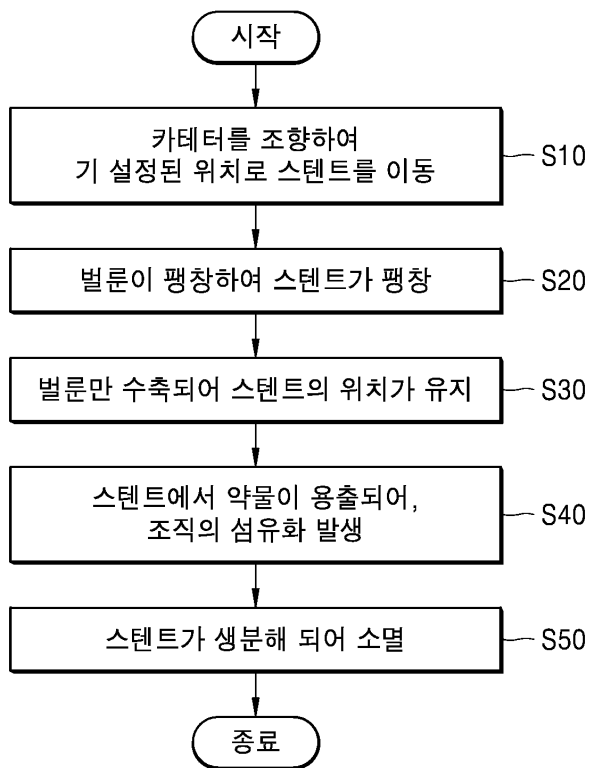 시작
카테터를 조향하여
기 설정된 위치로 스텐트를 이동
S10
벌룬이 팽창하여 스텐트가 팽창
S20
벌룬만 수축되어 스텐트의 위치가 유지
S30
스텐트에서 약물이 용출되어,
조직의 섬유화 발생
S40
스텐트가 생분해 되어 소멸
S50
종료